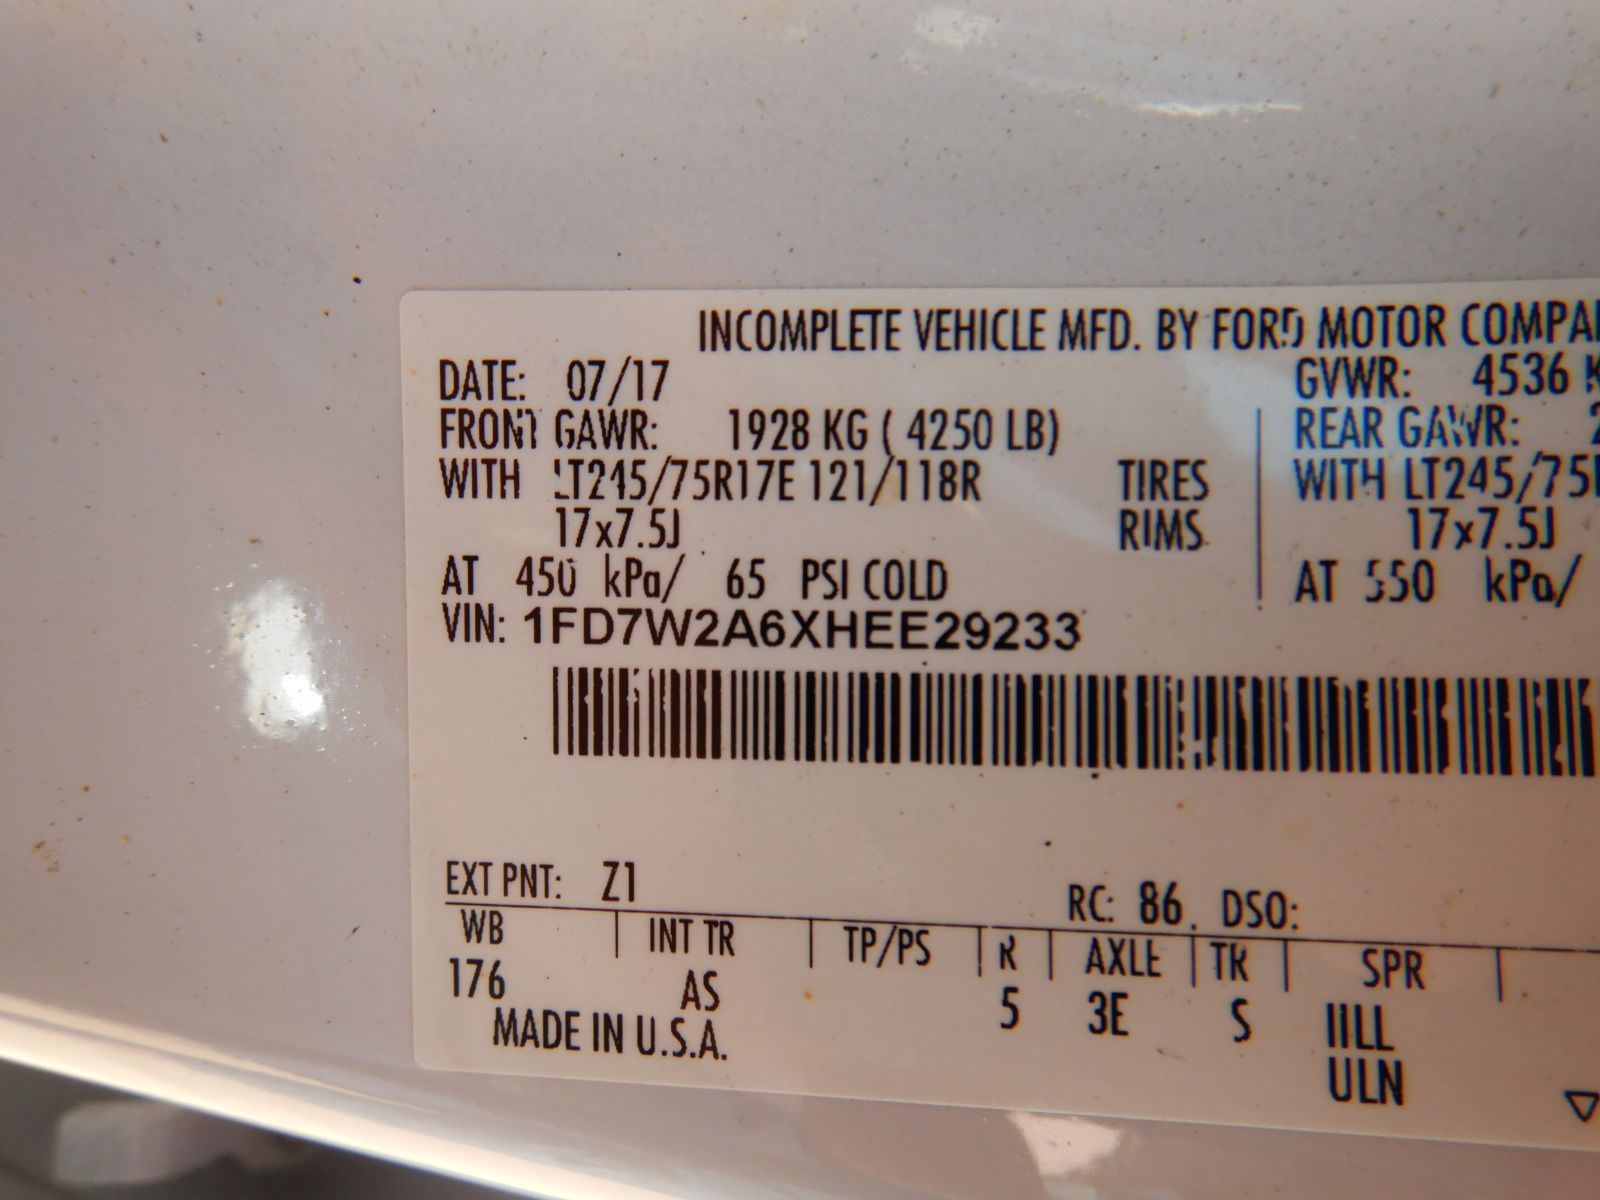 INCOMPLETE VEHICLE MFD. BY FORD MOTOR
DATE: 07/17 GVWR: 4536
FRONT GAWR: 1928 KG ( 4250 LB) REAR GAWR:
WITH LT245/75R17E 121/118R TIRES WITH LT245/75
17x7.5J RIMS 17x7.5J
AT 450 kPa/ 65 PSI COLD AT 550 kPa/
VIN: 1FD7W2A6XHEE29233
EXT PNT: Z1 RC: 86 DSO:
WB INT TR TP/PS R AXLE TR SPR
176 AS 5 3E S IILL
MADE IN U.S.A. ULN